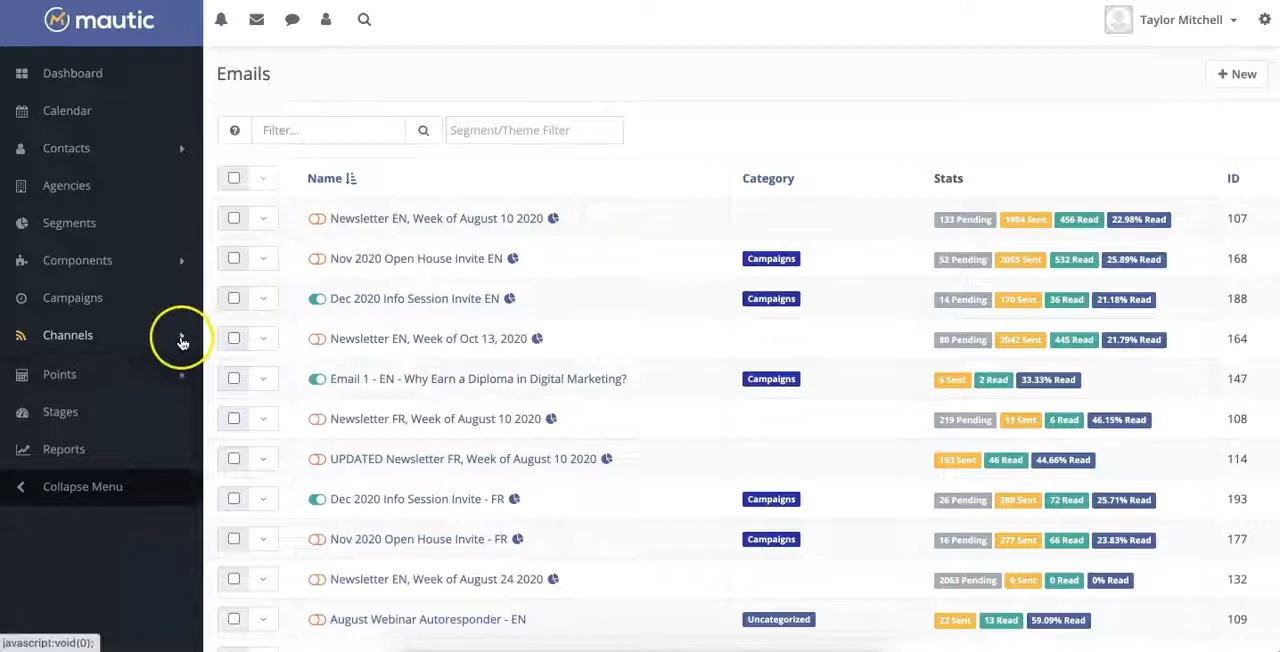 mautic
Taylor Mitchell
Dashboard
Calendar
Contacts
Agencies
Segments
Components
Campaigns
Channels
Points
Stages
Reports
Collapse Menu
javascript:void(0);
Emails
+ New
Filter...
Segment/Theme Filter
Name Category Stats ID
Newsletter EN, Week of August 10 2020 133 Pending 1984 Sent 456 Read 22.98% Read 107
Nov 2020 Open House Invite EN Campaigns 52 Pending 2055 Sent 532 Read 25.89% Read 168
Dec 2020 Info Session Invite EN Campaigns 14 Pending 170 Sent 36 Read 21.18% Read 188
Newsletter EN, Week of Oct 13, 2020 80 Pending 2042 Sent 445 Read 21.79% Read 164
Email 1 - EN - Why Earn a Diploma in Digital Marketing? Campaigns 6 Sent 2 Read 33.33% Read 147
Newsletter FR, Week of August 10 2020 219 Pending 13 Sent 6 Read 46.15% Read 108
UPDATED Newsletter FR, Week of August 10 2020 103 Sent 46 Read 44.66% Read 114
Dec 2020 Info Session Invite - FR Campaigns 26 Pending 280 Sent 72 Read 25.71% Read 193
Nov 2020 Open House Invite - FR Campaigns 16 Pending 277 Sent 66 Read 23.83% Read 177
Newsletter EN, Week of August 24 2020 2063 Pending 0 Sent 0 Read 0% Read 132
August Webinar Autoresponder - EN Uncategorized 22 Sent 13 Read 59.09% Read 109